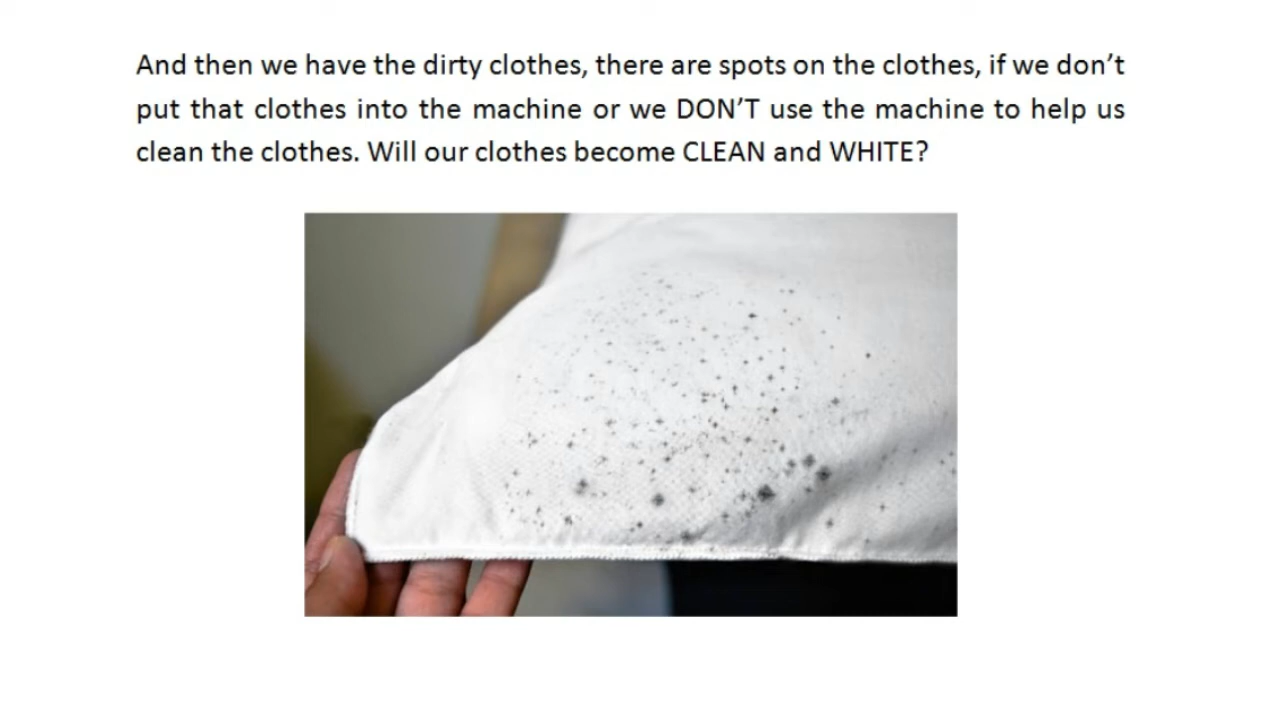 And then we have the dirty clothes, there are spots on the clothes, if we don’t
put that clothes into the machine or we DON’T use the machine to help us
clean the clothes. Will our clothes become CLEAN and WHITE?